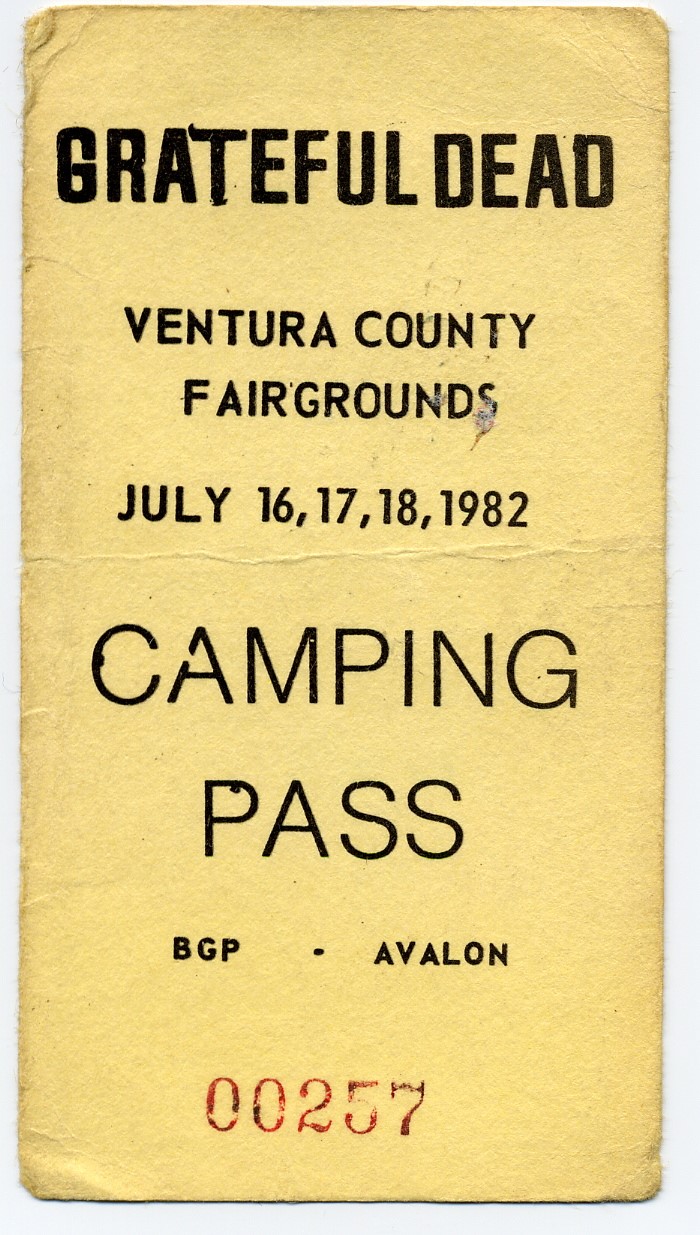 GRATEFUL DEAD
VENTURA COUNTY
FAIRGROUNDS
JULY 16, 17, 18, 1982
CAMPING
PASS
BGP - AVALON
00257